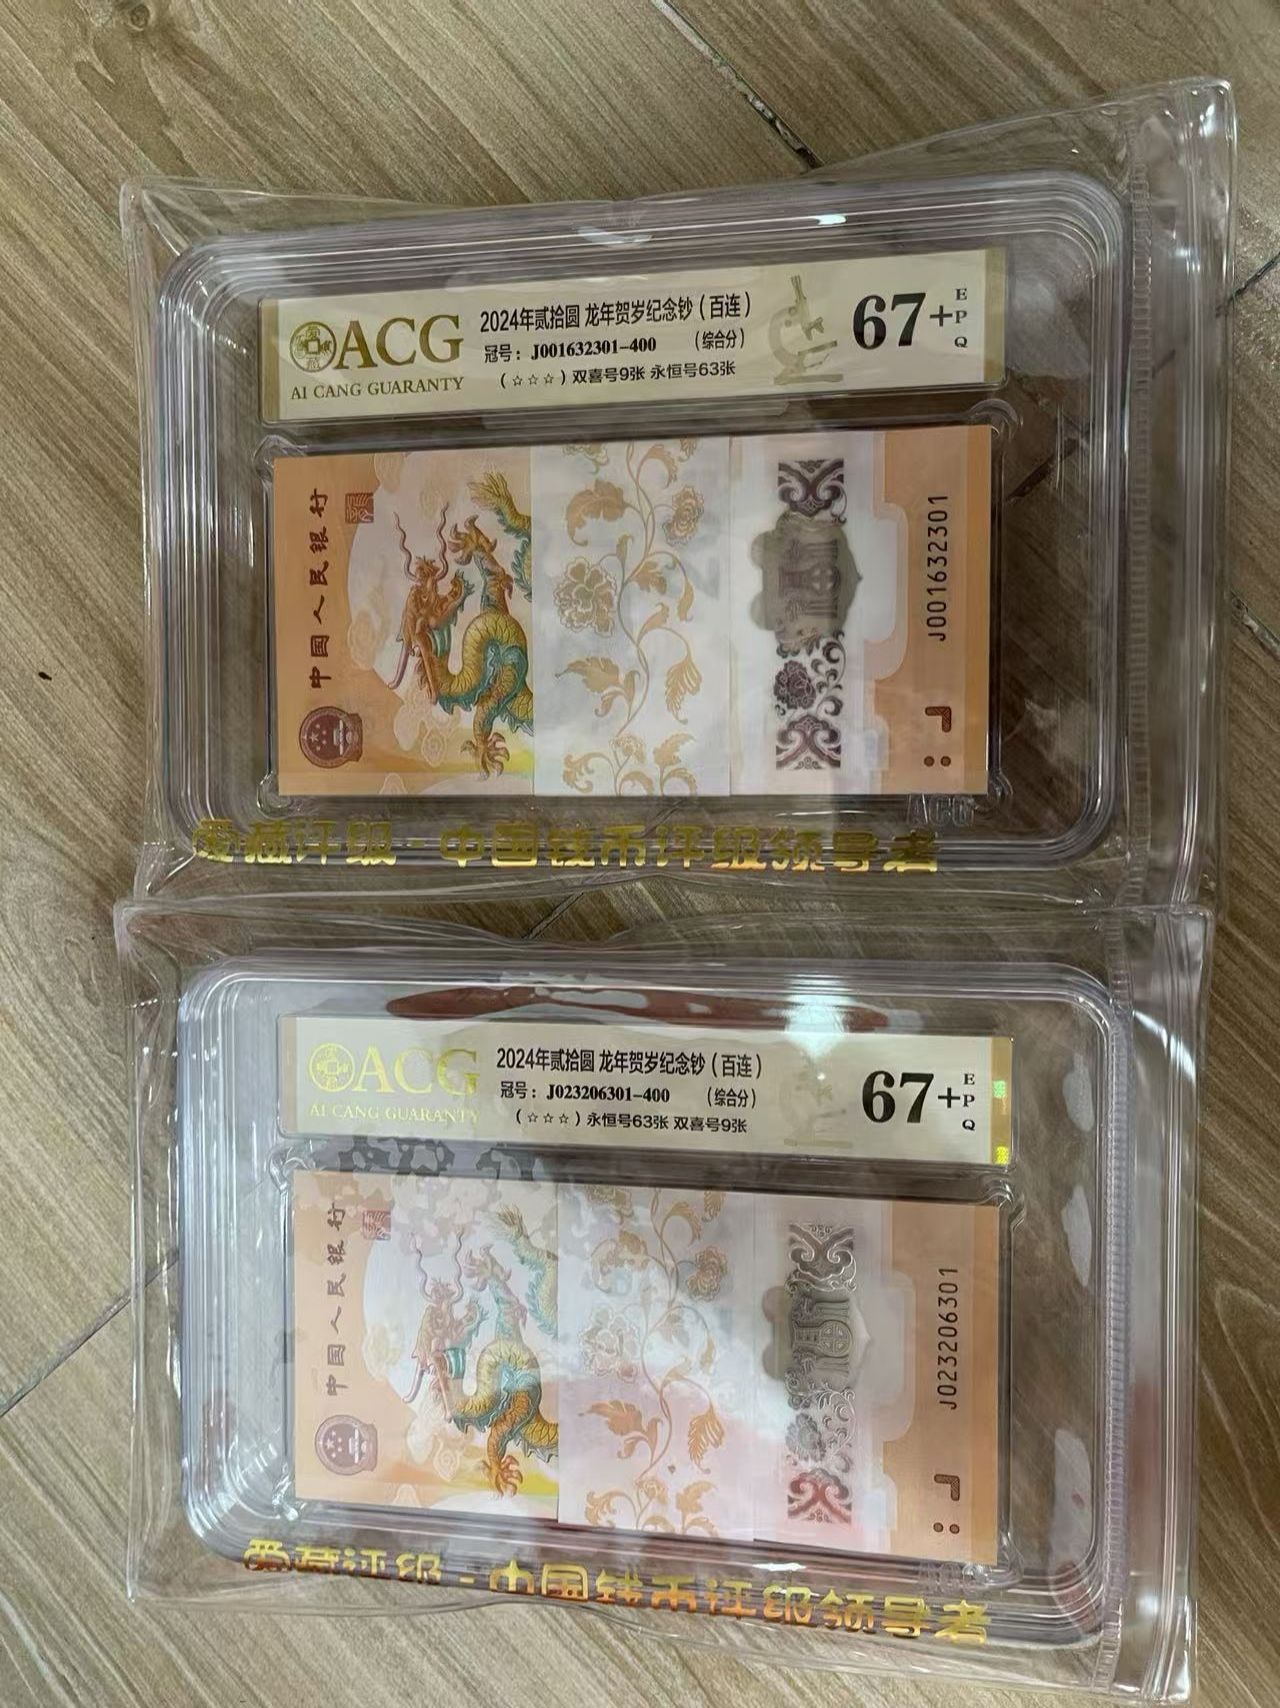 ACG
AI CANG GUARANTY
2024年贰拾圆 龙年贺岁纪念钞(百连)
冠号: J001632301-400 (综合分)
(☆☆☆) 双喜号9张 永恒号63张
67+
EPQ
中国人民银行
J001632301
ACG
爱藏评级·中国钱币评级领导者
ACG
AI CANG GUARANTY
2024年贰拾圆 龙年贺岁纪念钞(百连)
冠号: J023206301-400 (综合分)
(☆☆☆) 永恒号63张 双喜号9张
67+
EPQ
中国人民银行
J023206301
爱藏评级-中国钱币评级领导者